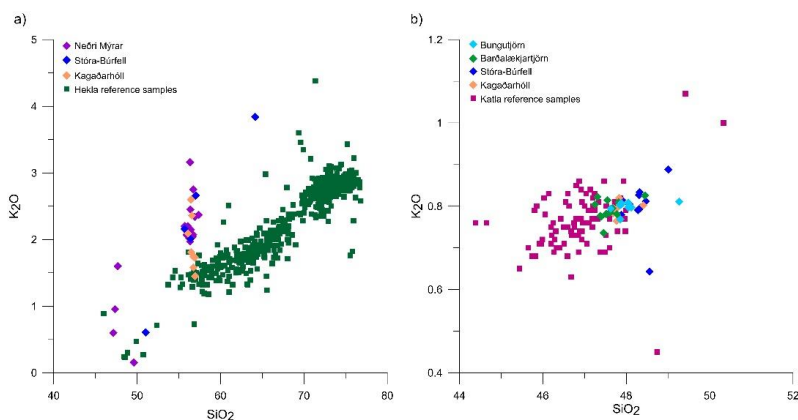 a)
K2O
5
4
3
2
1
0
Neðri Mýrar
Stóra-Búrfell
Kagaðarhóll
Hekla reference samples
40 50 60 70 80
SiO2
b)
K2O
1.2
1
0.8
0.6
0.4
Bungutjörn
Barðalækjartjörn
Stóra-Búrfell
Kagaðarhóll
Katla reference samples
44 46 48 50 52
SiO2